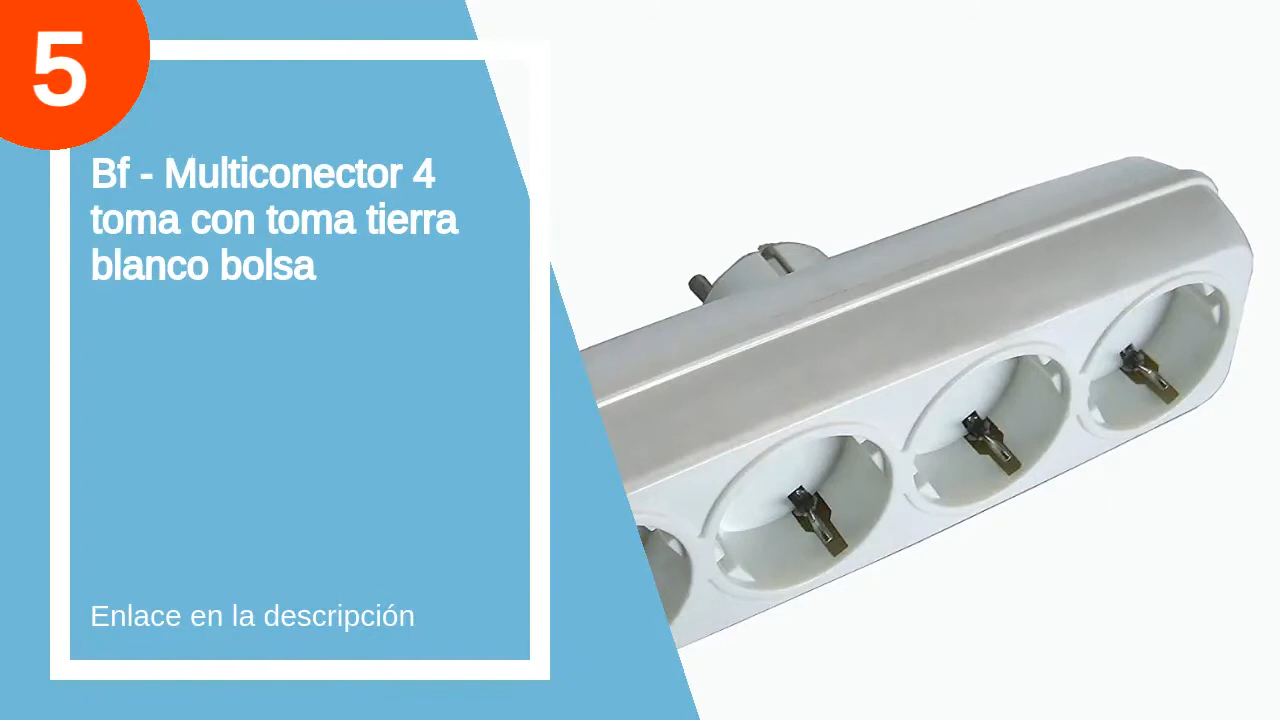 5
Bf - Multiconector 4
toma con toma tierra
blanco bolsa
Enlace en la descripción